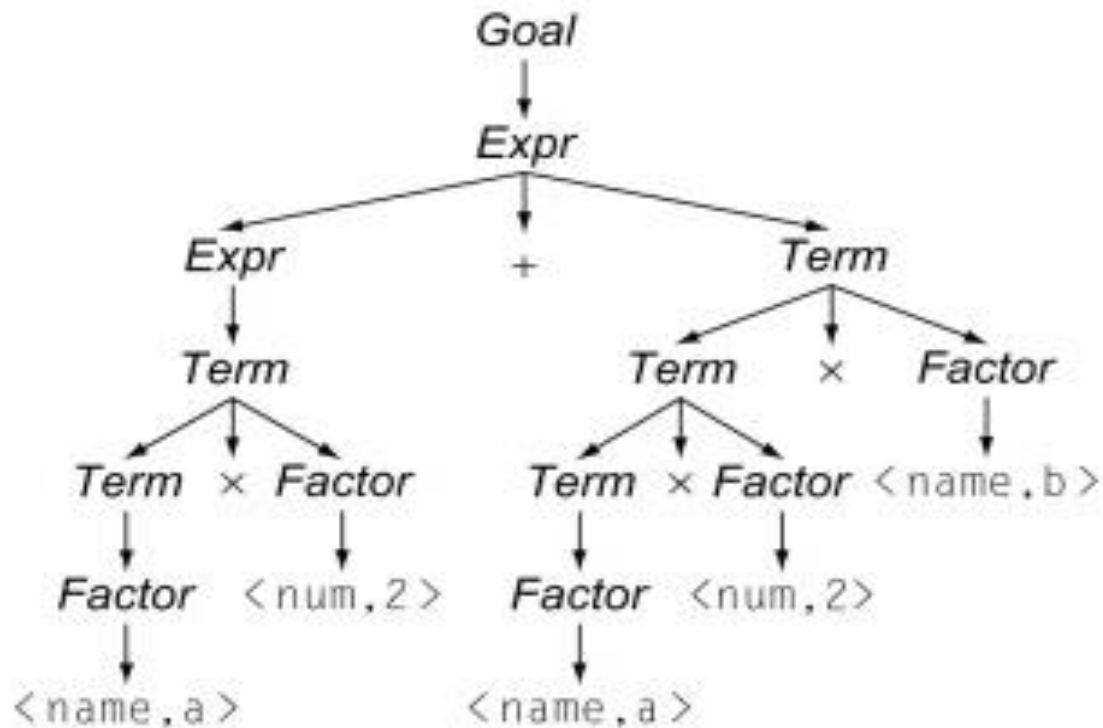 Goal
Expr
Expr + Term
Term Term × Factor
Term × Factor Term × Factor <name,b>
Factor <num,2> Factor <num,2>
<name,a> <name,a>